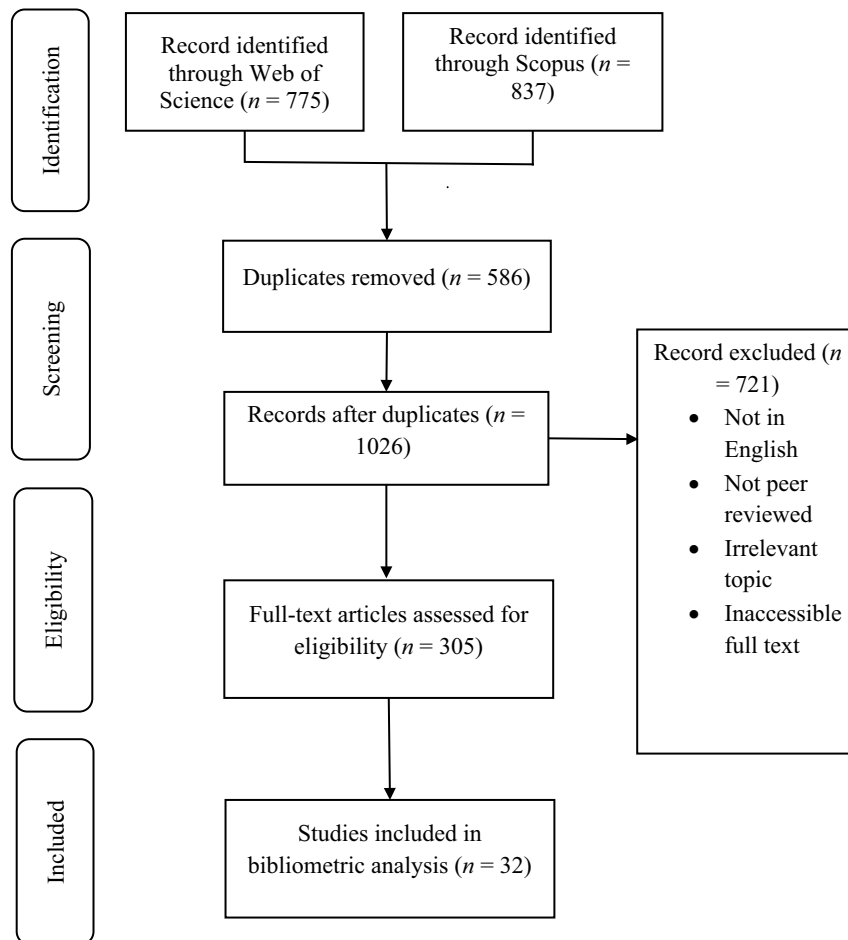 Identification
Record identified
through Web of
Science (n = 775)
Record identified
through Scopus (n =
837)
Screening
Duplicates removed (n = 586)
Records after duplicates (n =
1026)
Record excluded (n
= 721)
• Not in
English
• Not peer
reviewed
• Irrelevant
topic
• Inaccessible
full text
Eligibility
Full-text articles assessed for
eligibility (n = 305)
Included
Studies included in
bibliometric analysis (n = 32)